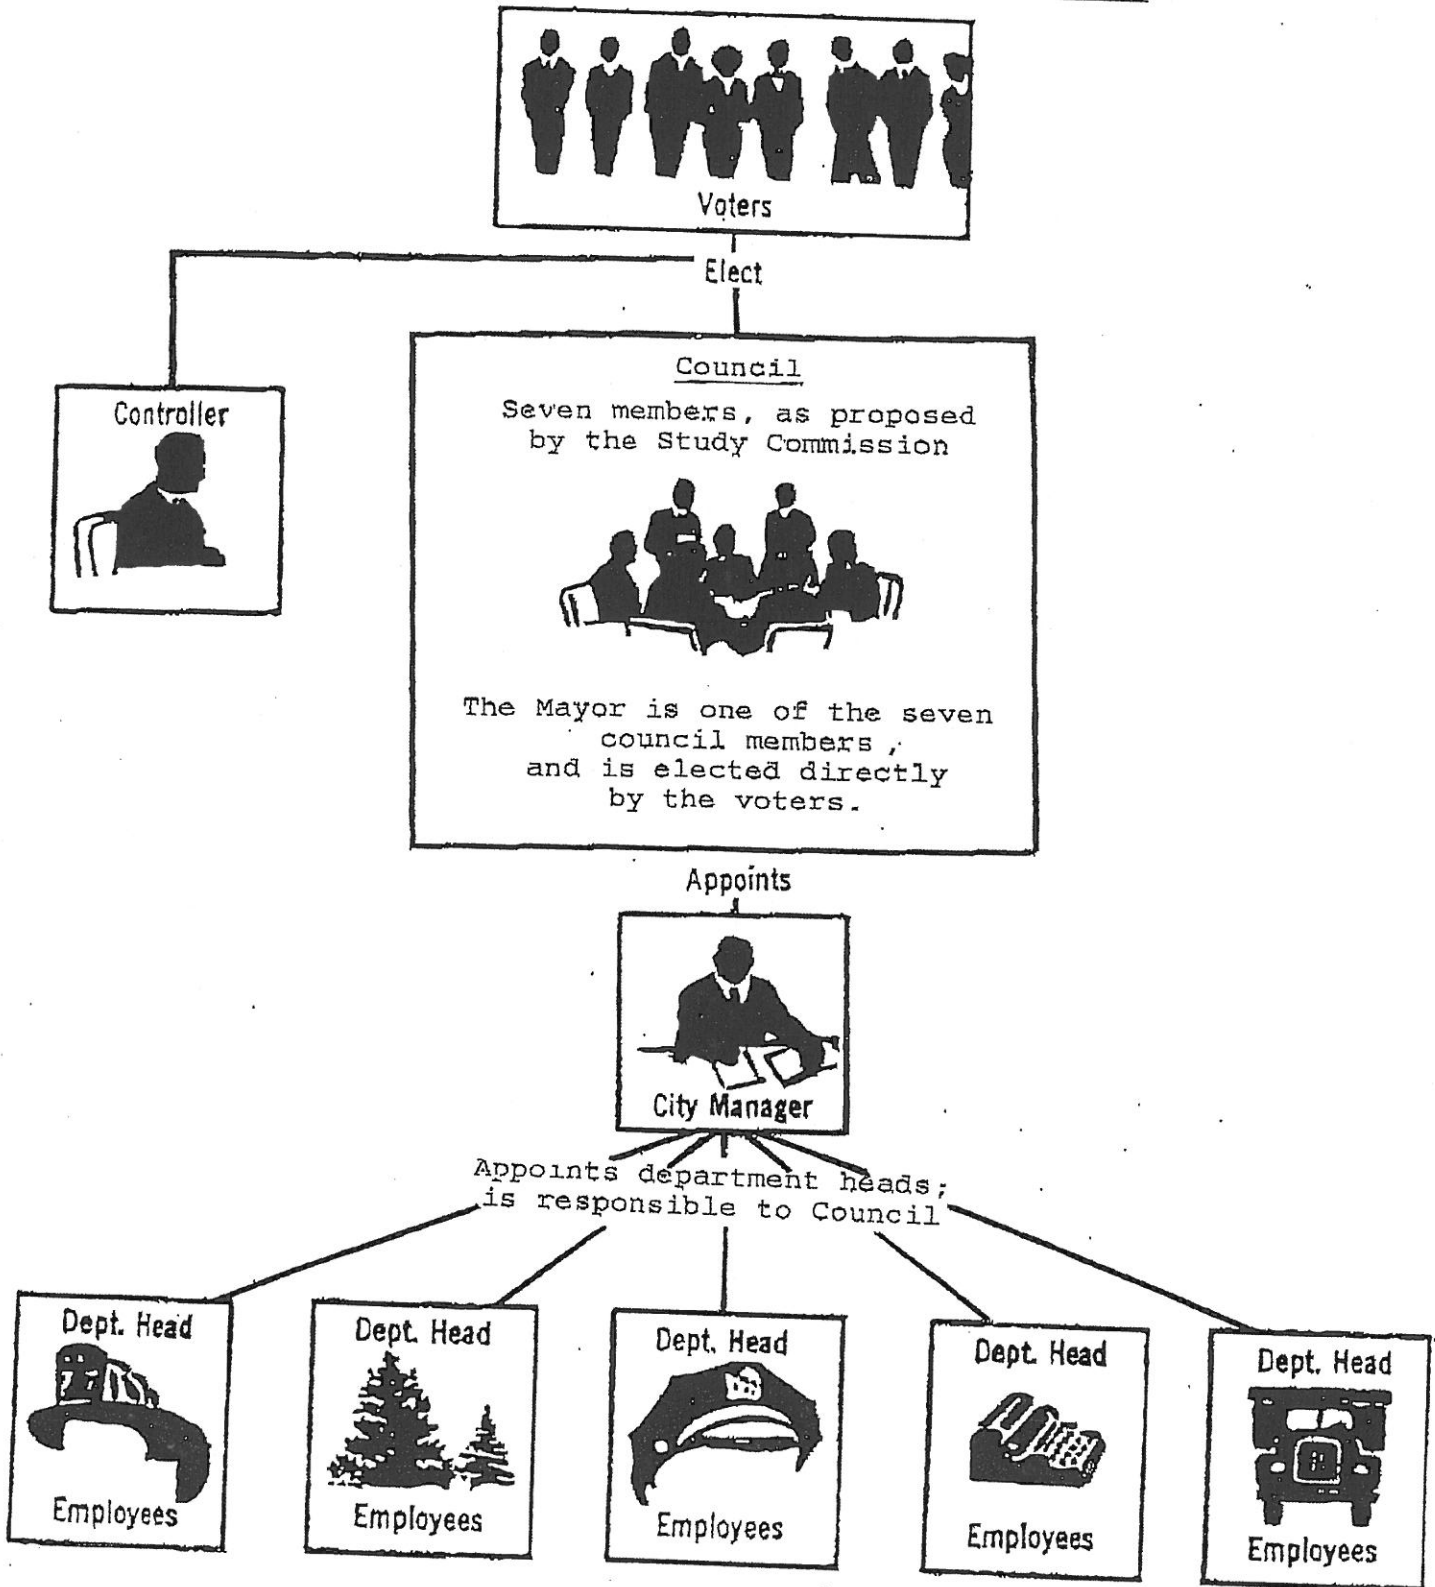 Voters
Elect
Controller
Council
Seven members, as proposed
by the Study Commission
The Mayor is one of the seven
council members,
and is elected directly
by the voters.
Appoints
City Manager
Appoints department heads;
is responsible to Council
Dept. Head
Employees
Dept. Head
Employees
Dept. Head
Employees
Dept. Head
Employees
Dept. Head
Employees